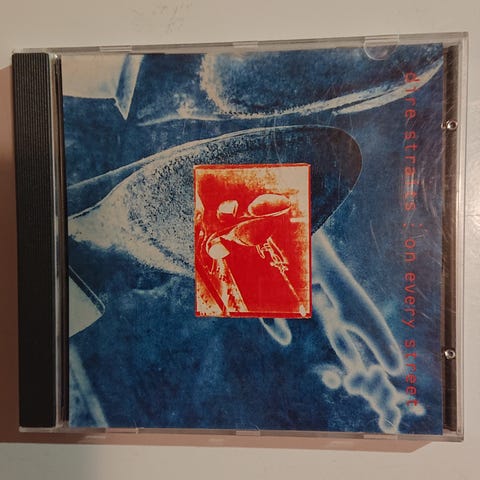 dire straits : on every street